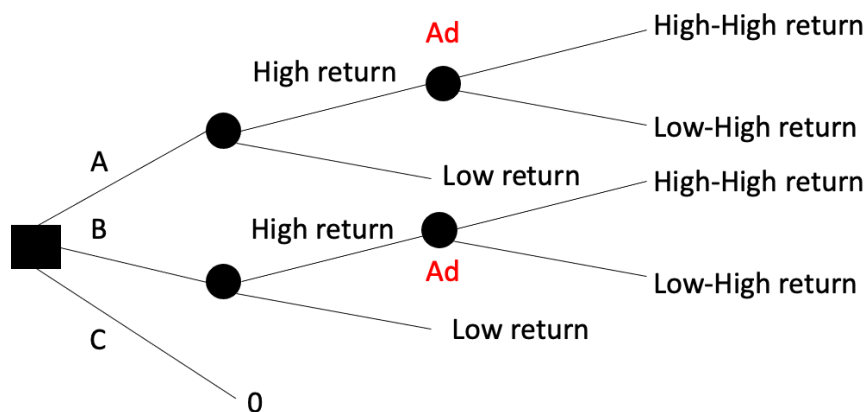 Ad
High-High return
High return
Low-High return
A
Low return
High-High return
B
High return
Ad
Low-High return
Low return
C
0